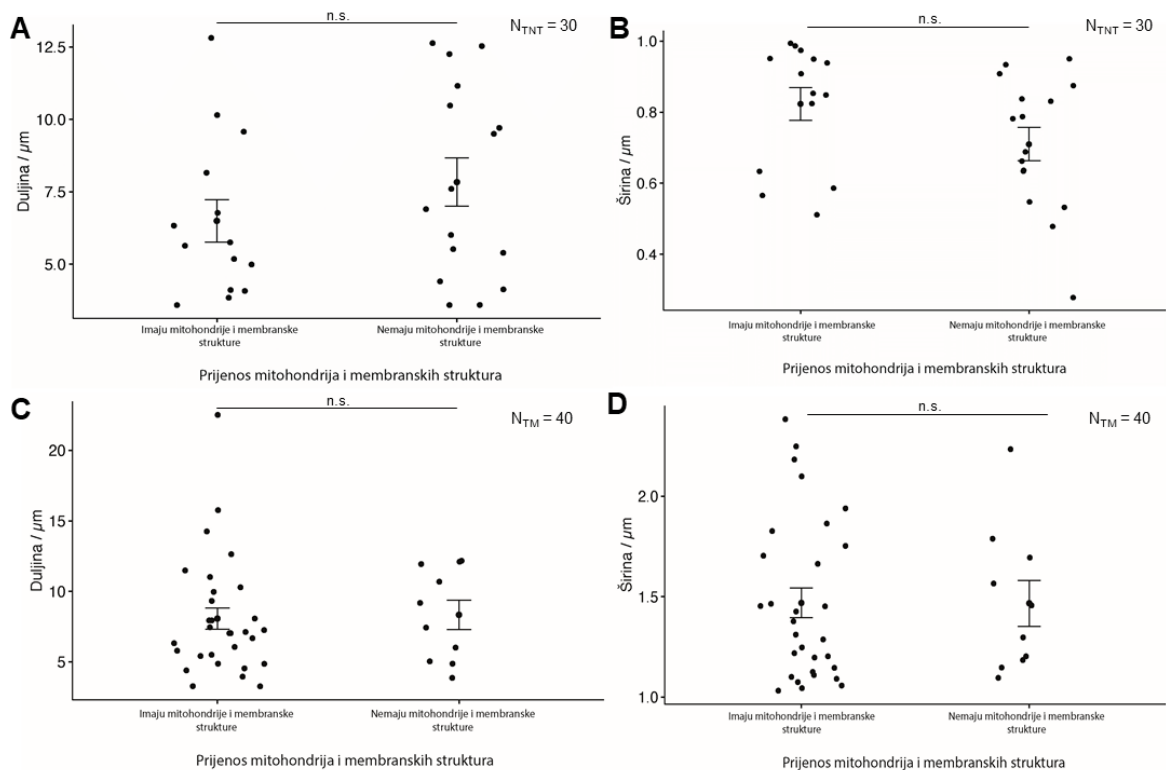 A
n.s.
N_TNT = 30
Duljina / µm
12.5
10.0
7.5
5.0
Imaju mitohondrije i membranske
strukture
Nemaju mitohondrije i membranske
strukture
Prijenos mitohondrija i membranskih struktura
B
n.s.
N_TNT = 30
Širina / µm
1.0
0.8
0.6
0.4
Imaju mitohondrije i membranske
strukture
Nemaju mitohondrije i membranske
strukture
Prijenos mitohondrija i membranskih struktura
C
n.s.
N_TM = 40
Duljina / µm
20
15
10
5
Imaju mitohondrije i membranske
strukture
Nemaju mitohondrije i membranske
strukture
Prijenos mitohondrija i membranskih struktura
D
n.s.
N_TM = 40
Širina / µm
2.0
1.5
1.0
Imaju mitohondrije i membranske
strukture
Nemaju mitohondrije i membranske
strukture
Prijenos mitohondrija i membranskih struktura